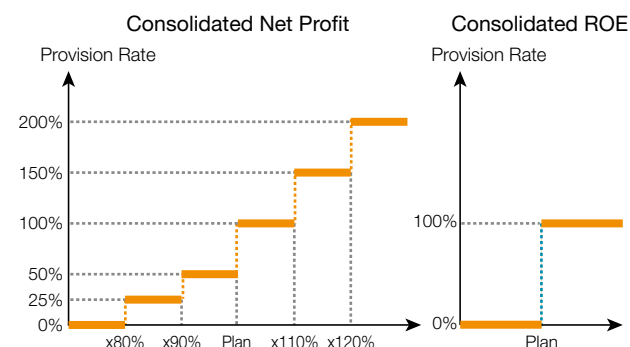 Consolidated Net Profit
Provision Rate
200%
150%
100%
50%
25%
0%
x80% x90% Plan x110% x120%
Consolidated ROE
Provision Rate
100%
0%
Plan